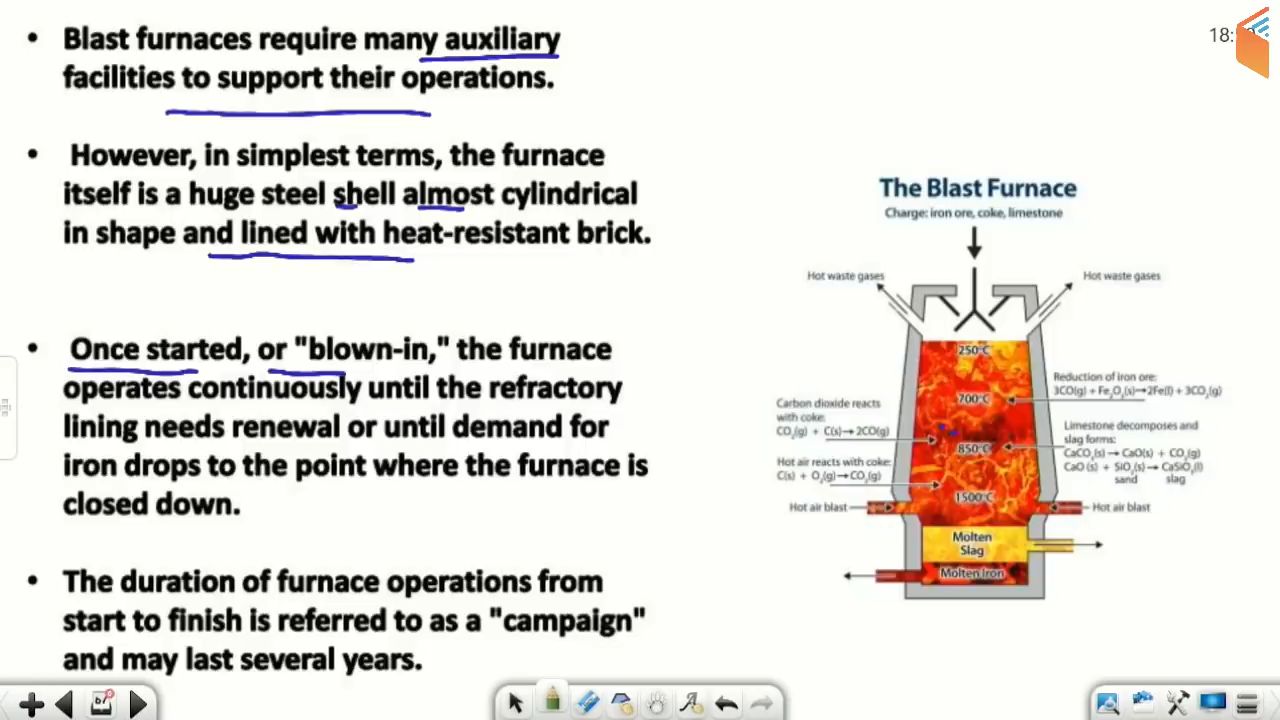 • Blast furnaces require many auxiliary
facilities to support their operations.
• However, in simplest terms, the furnace
itself is a huge steel shell almost cylindrical
in shape and lined with heat-resistant brick.
• Once started, or "blown-in," the furnace
operates continuously until the refractory
lining needs renewal or until demand for
iron drops to the point where the furnace is
closed down.
• The duration of furnace operations from
start to finish is referred to as a "campaign"
and may last several years.
The Blast Furnace
Charge: iron ore, coke, limestone
Hot waste gases
Hot waste gases
250°C
700°C
850°C
1500°C
Carbon dioxide reacts
with coke:
CO₂(g) + C(s)→2CO(g)
Hot air reacts with coke:
C(s) + O₂(g)→CO₂(g)
Hot air blast
Reduction of iron ore:
3CO(g) + Fe₂O₃(s)→2Fe(l) + 3CO₂(g)
Limestone decomposes and
slag forms:
CaCO₃(s)→CaO(s) + CO₂(g)
CaO(s) + SiO₂(s)→CaSiO₃(l)
sand slag
Hot air blast
Molten
Slag
Molten Iron